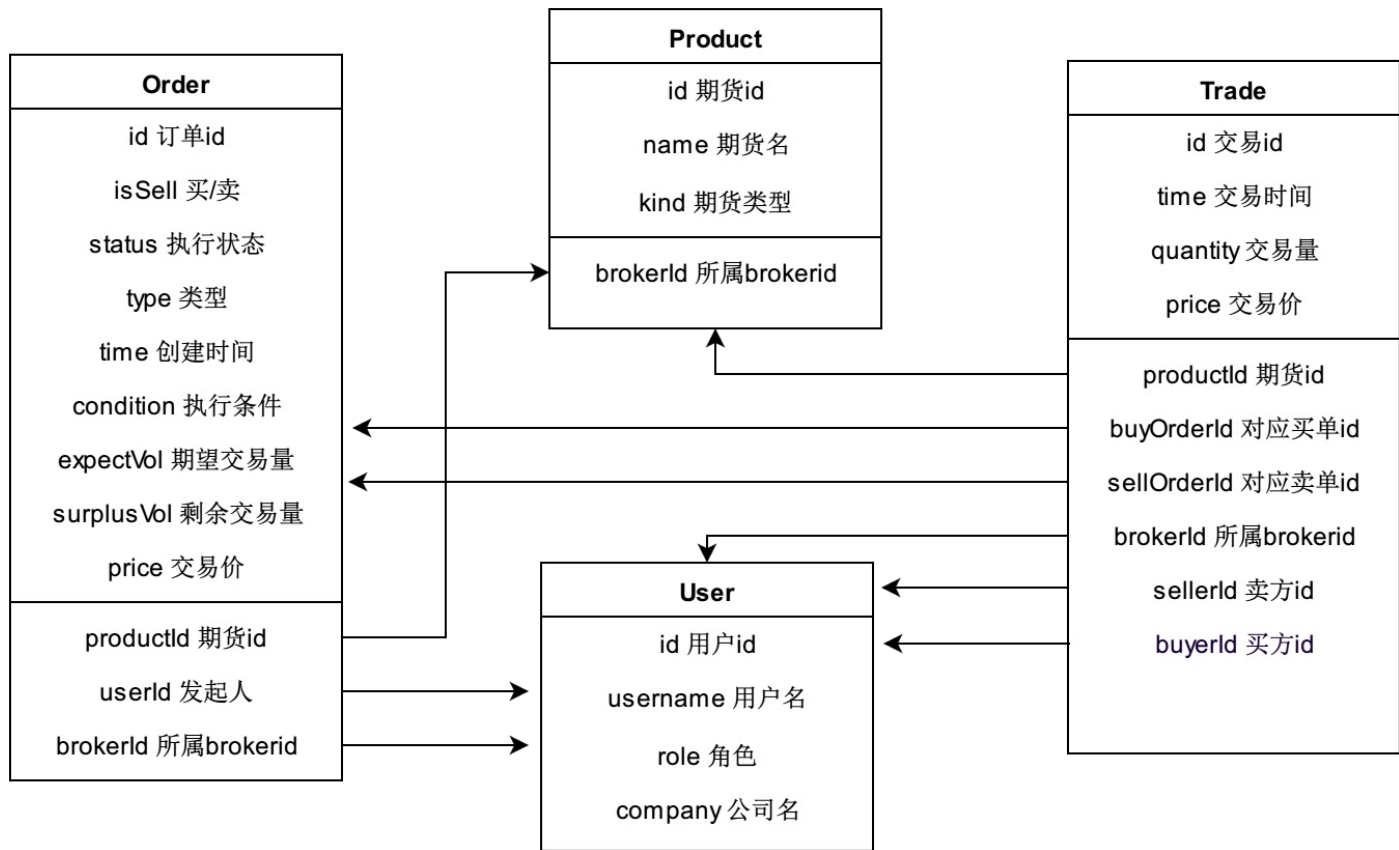 Order
id 订单id
isSell 买/卖
status 执行状态
type 类型
time 创建时间
condition 执行条件
expectVol 期望交易量
surplusVol 剩余交易量
price 交易价
productId 期货id
userId 发起人
brokerId 所属brokerid
Product
id 期货id
name 期货名
kind 期货类型
brokerId 所属brokerid
User
id 用户id
username 用户名
role 角色
company 公司名
Trade
id 交易id
time 交易时间
quantity 交易量
price 交易价
productId 期货id
buyOrderId 对应买单id
sellOrderId 对应卖单id
brokerId 所属brokerid
sellerId 卖方id
buyerId 买方id